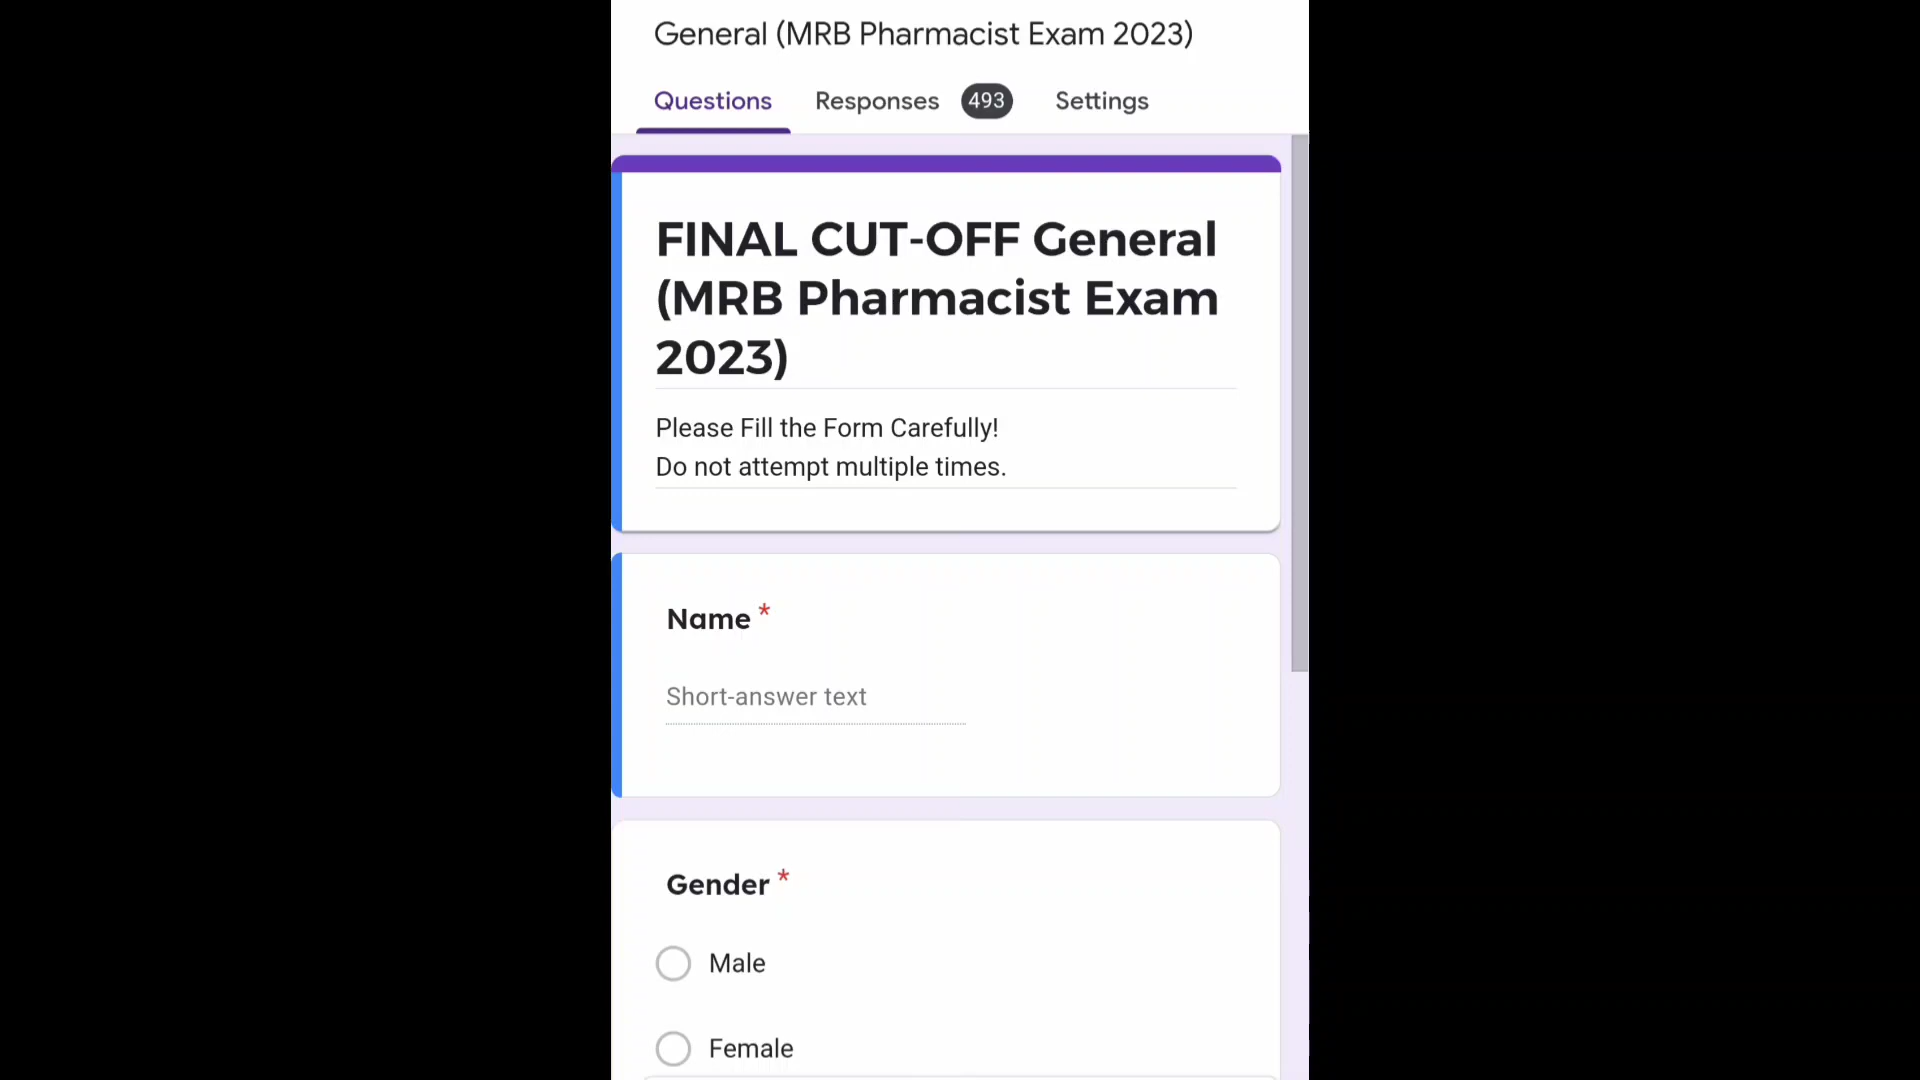 General (MRB Pharmacist Exam 2023)
Questions Responses 493 Settings
FINAL CUT-OFF General
(MRB Pharmacist Exam
2023)
Please Fill the Form Carefully!
Do not attempt multiple times.
Name *
Short-answer text
Gender *
Male
Female